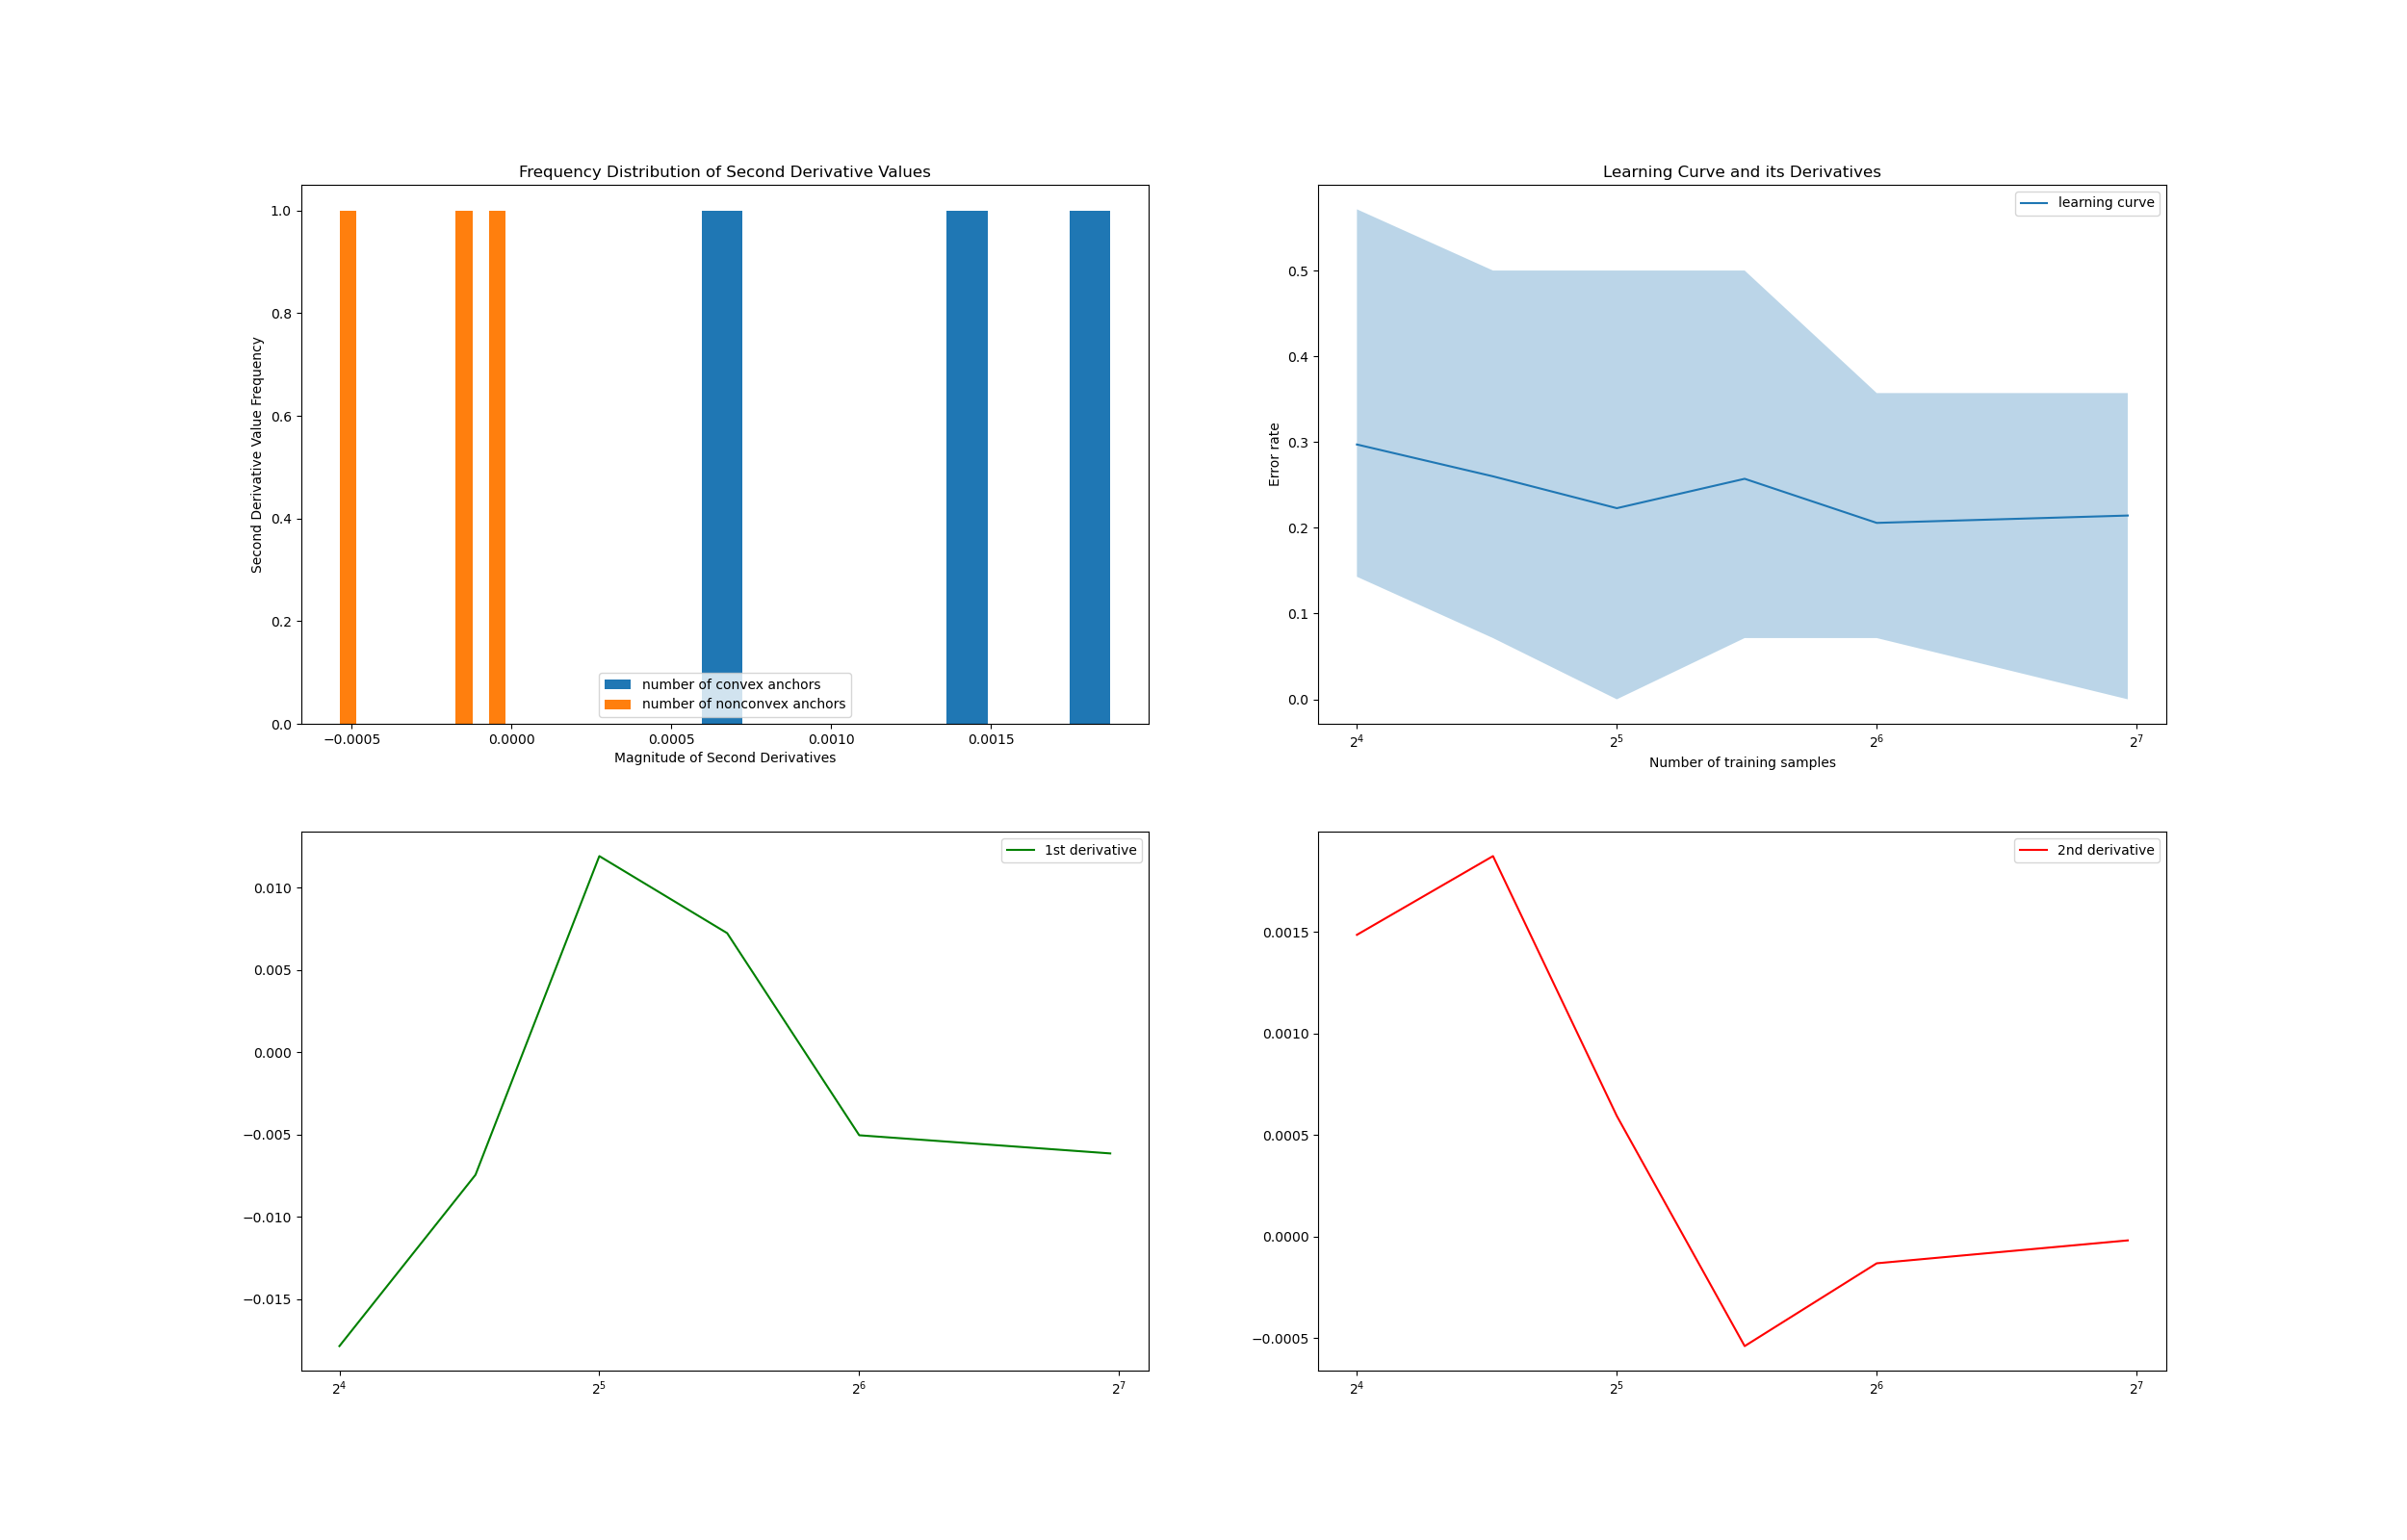 Frequency Distribution of Second Derivative Values
Second Derivative Value Frequency
1.0
0.8
0.6
0.4
0.2
0.0
number of convex anchors
number of nonconvex anchors
−0.0005 0.0000 0.0005 0.0010 0.0015
Magnitude of Second Derivatives
Learning Curve and its Derivatives
learning curve
Error rate
0.5
0.4
0.3
0.2
0.1
0.0
2⁴ 2⁵ 2⁶ 2⁷
Number of training samples
1st derivative
0.010
0.005
0.000
−0.005
−0.010
−0.015
2⁴ 2⁵ 2⁶ 2⁷
2nd derivative
0.0015
0.0010
0.0005
0.0000
−0.0005
2⁴ 2⁵ 2⁶ 2⁷